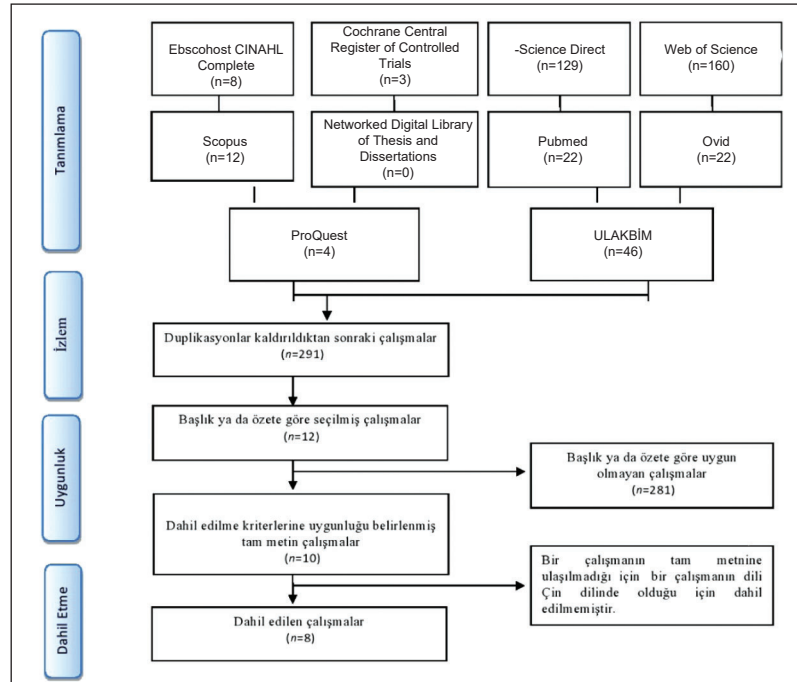 Tanımlama
Ebscohost CINAHL
Complete
(n=8)
Cochrane Central
Register of Controlled
Trials
(n=3)
-Science Direct
(n=129)
Web of Science
(n=160)
Scopus
(n=12)
Networked Digital Library
of Thesis and
Dissertations
(n=0)
Pubmed
(n=22)
Ovid
(n=22)
ProQuest
(n=4)
ULAKBİM
(n=46)
İzlem
Duplikasyonlar kaldırıldıktan sonraki çalışmalar
(n=291)
Uygunluk
Başlık ya da özete göre seçilmiş çalışmalar
(n=12)
Başlık ya da özete göre uygun
olmayan çalışmalar
(n=281)
Dahil edilme kriterlerine uygunluğu belirlenmiş
tam metin çalışmalar
(n=10)
Dahil Etme
Bir çalışmanın tam metnine
ulaşılmadığı için bir çalışmanın dili
Çin dilinde olduğu için dahil
edilmemiştir.
Dahil edilen çalışmalar
(n=8)